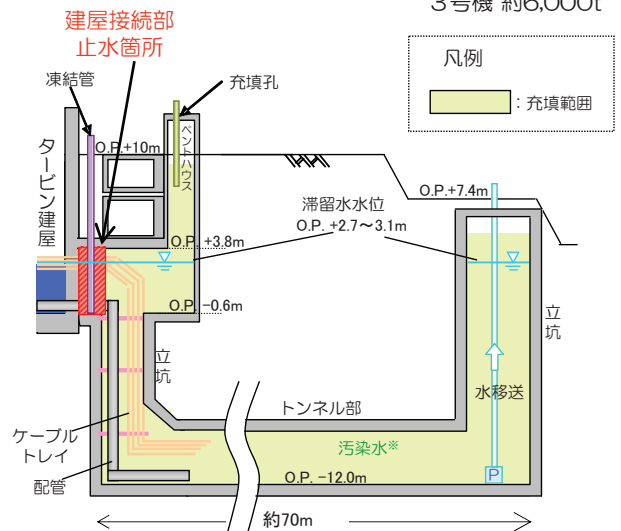 3号機 約6,000t
建屋接続部
止水箇所
凡例
：充填範囲
凍結管
充填孔
ベントハウス
O.P.+10m
タービン建屋
O.P.+7.4m
滞留水水位
O.P. +2.7～3.1m
O.P. +3.8m
O.P. −0.6m
立坑
立坑
トンネル部
水移送
ケーブル
トレイ
汚染水※
配管
O.P. −12.0m
P
約70m